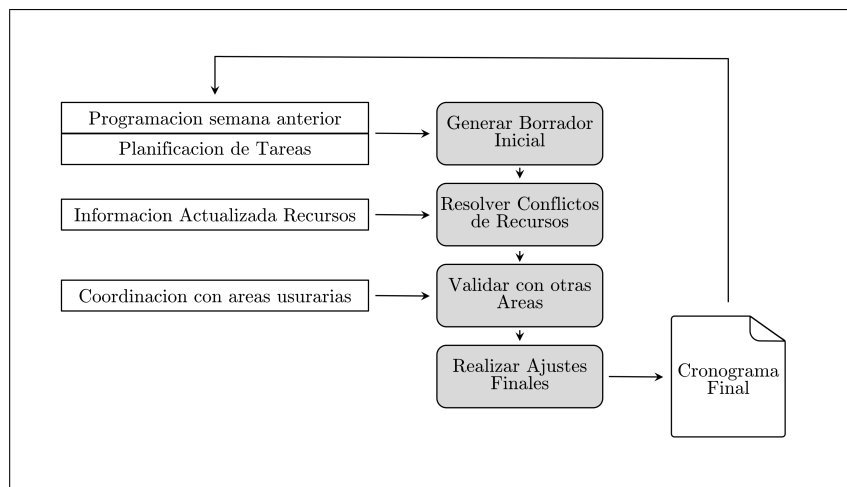 Programacion semana anterior
Planificacion de Tareas
Generar Borrador
Inicial
Informacion Actualizada Recursos
Resolver Conflictos
de Recursos
Coordinacion con areas usurarias
Validar con otras
Areas
Realizar Ajustes
Finales
Cronograma
Final